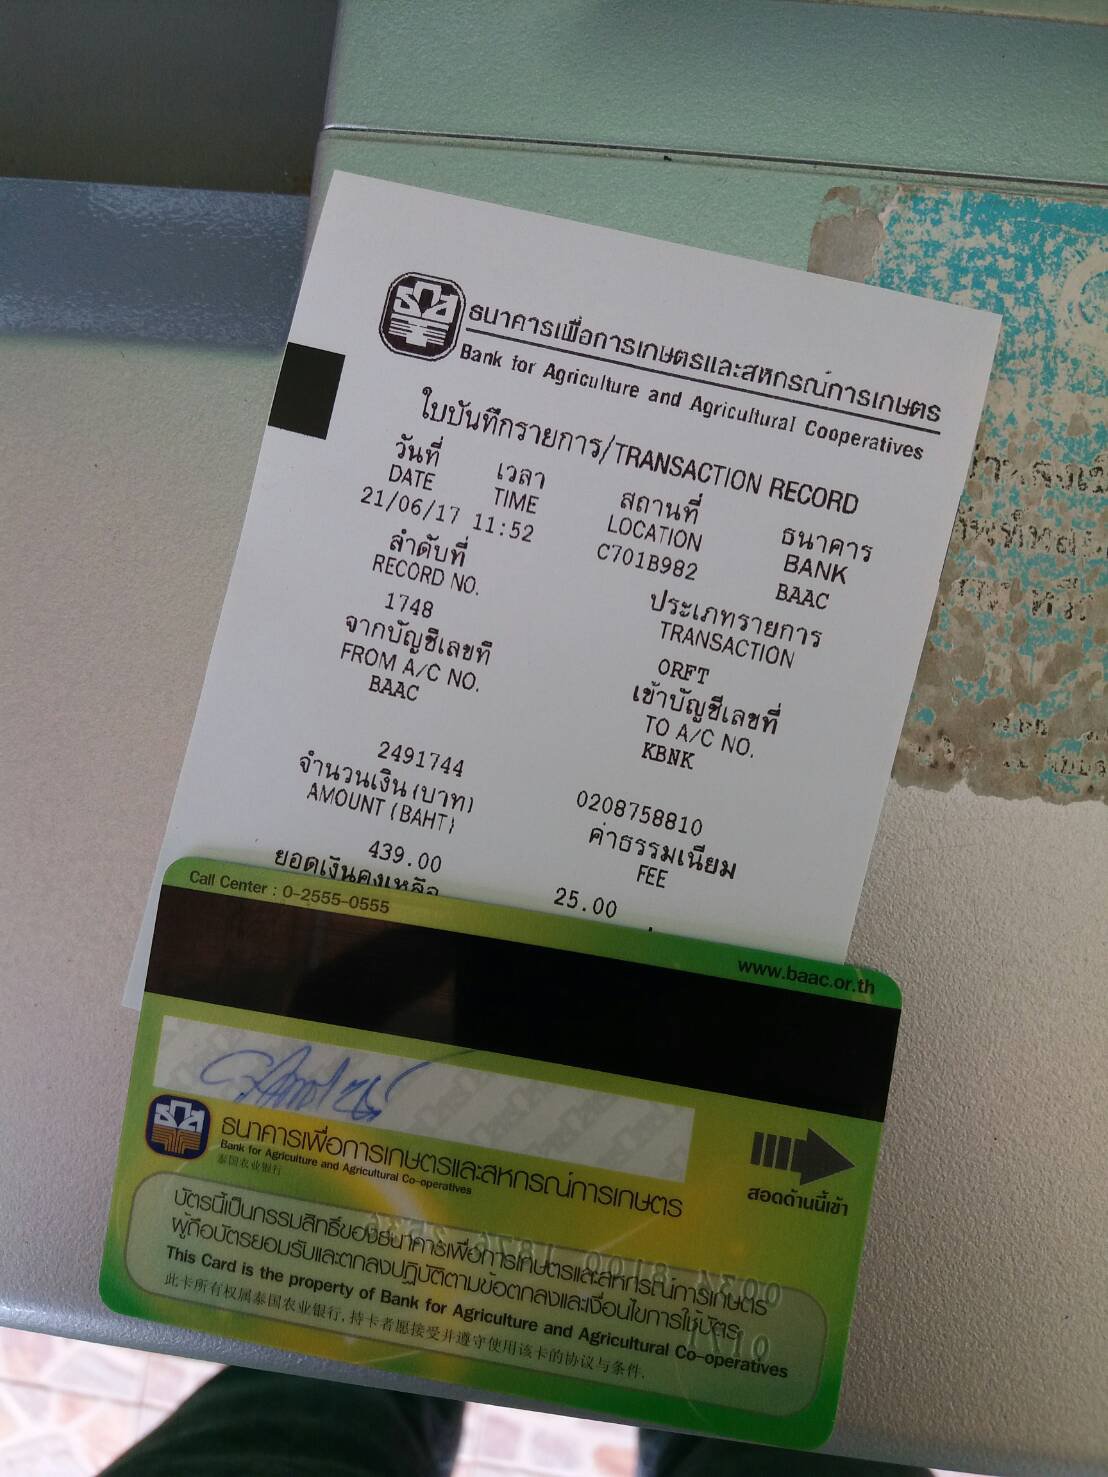 ธนาคารเพื่อการเกษตรและสหกรณ์การเกษตร
Bank for Agriculture and Agricultural Cooperatives
ใบบันทึกรายการ/TRANSACTION RECORD
วันที่ เวลา สถานที่ ธนาคาร
DATE TIME LOCATION BANK
21/06/17 11:52 C701B982 BAAC
ลำดับที่ ประเภทรายการ
RECORD NO. TRANSACTION
1748 ORFT
จากบัญชีเลขที่ เข้าบัญชีเลขที่
FROM A/C NO. TO A/C NO.
BAAC KBNK
2491744 0208758810
จำนวนเงิน(บาท) ค่าธรรมเนียม
AMOUNT(BAHT) FEE
439.00 25.00
ยอดเงินคงเหลือ
Call Center : 0-2555-0555
www.baac.or.th
ธนาคารเพื่อการเกษตรและสหกรณ์การเกษตร
Bank for Agriculture and Agricultural Co-operatives
泰国农业银行
สอดด้านนี้เข้า
บัตรนี้เป็นกรรมสิทธิ์ของธนาคารเพื่อการเกษตรและสหกรณ์การเกษตร
ผู้ถือบัตรยอมรับและตกลงปฏิบัติตามข้อตกลงและเงื่อนไขการใช้บัตร
This Card is the property of Bank for Agriculture and Agricultural Co-operatives
此卡所有权属泰国农业银行,持卡者愿接受并遵守使用该卡的协议与条件.